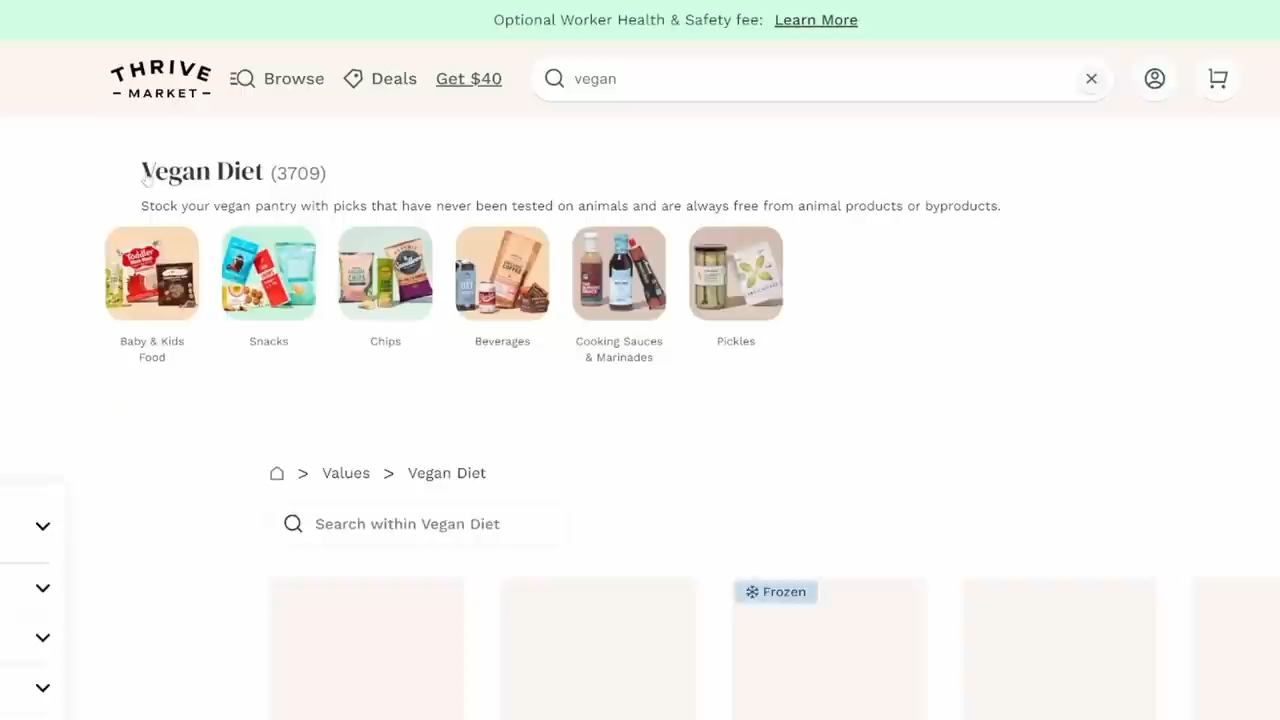 Optional Worker Health & Safety fee: Learn More
THRIVE
MARKET
Browse
Deals
Get $40
vegan
Vegan Diet (3709)
Stock your vegan pantry with picks that have never been tested on animals and are always free from animal products or byproducts.
Baby & Kids
Food
Snacks
Chips
Beverages
Cooking Sauces
& Marinades
Pickles
> Values > Vegan Diet
Search within Vegan Diet
Frozen